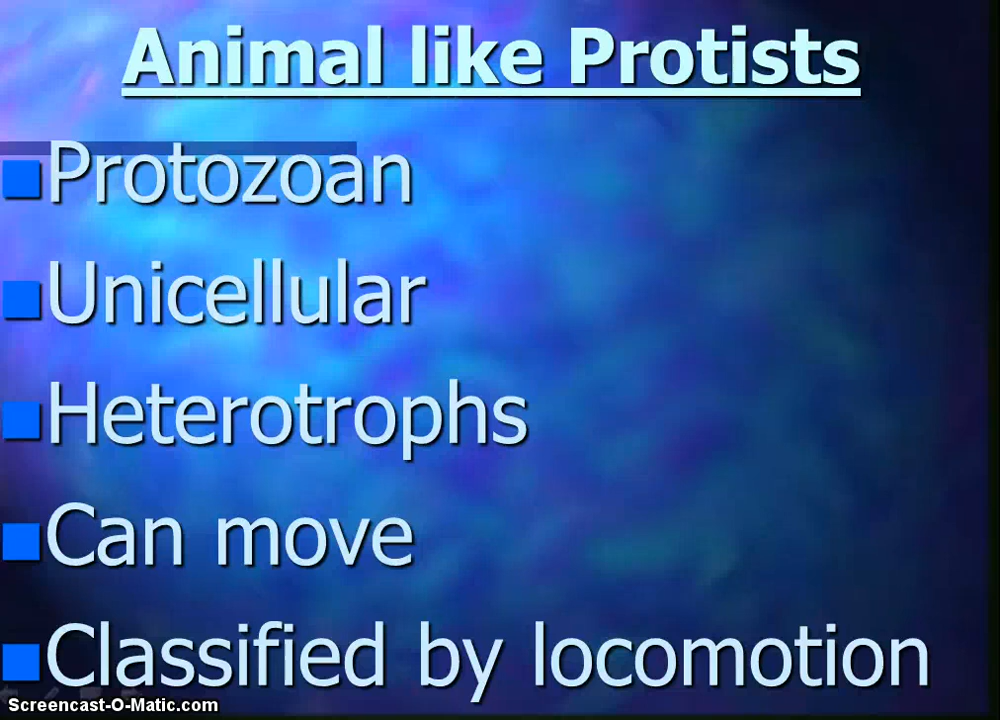 Animal like Protists
Protozoan
Unicellular
Heterotrophs
Can move
Classified by locomotion
Screencast-O-Matic.com